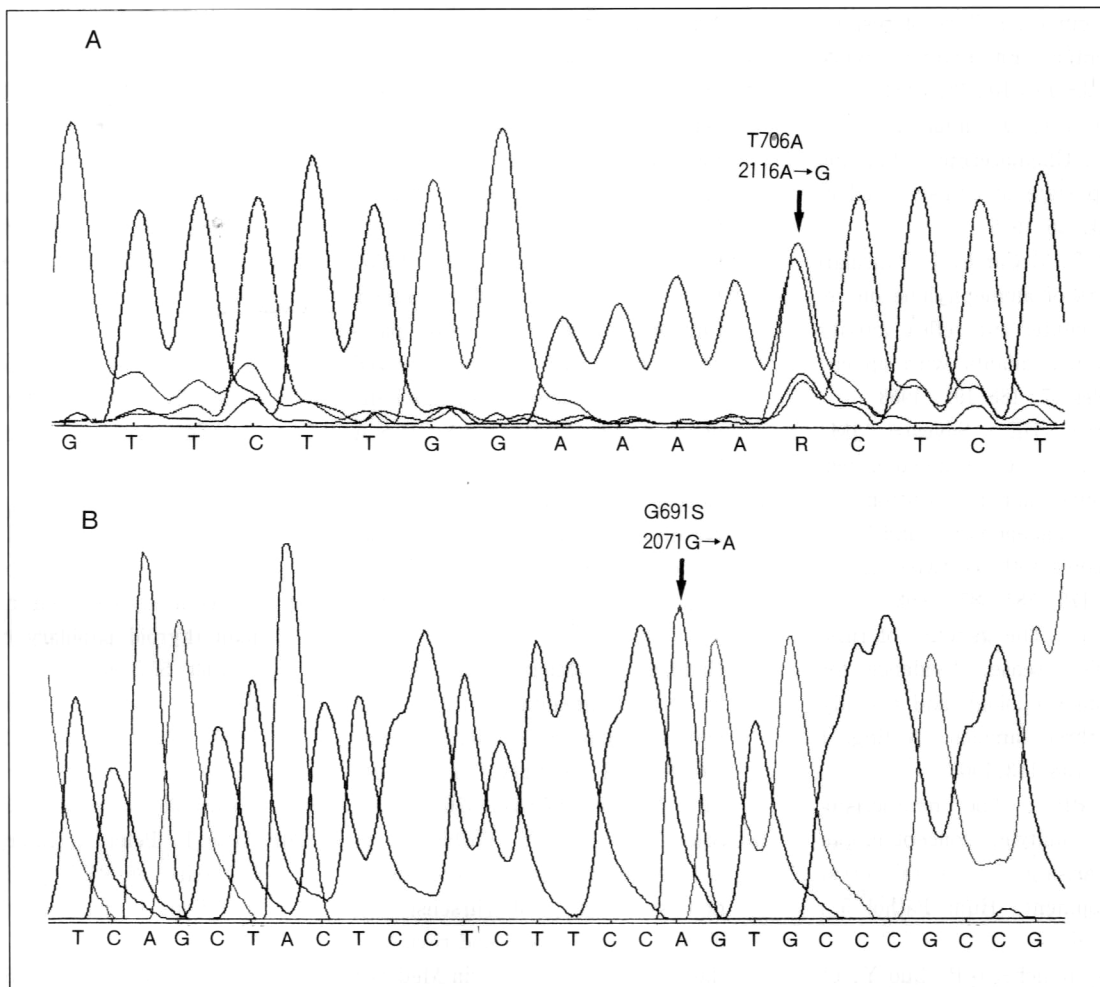 A
T706A
2116A→G
G T T C T T G G A A A A R C T C T
B
G691S
2071G→A
T C A G C T A C T C C T C T T C C A G T G C C C G C C G